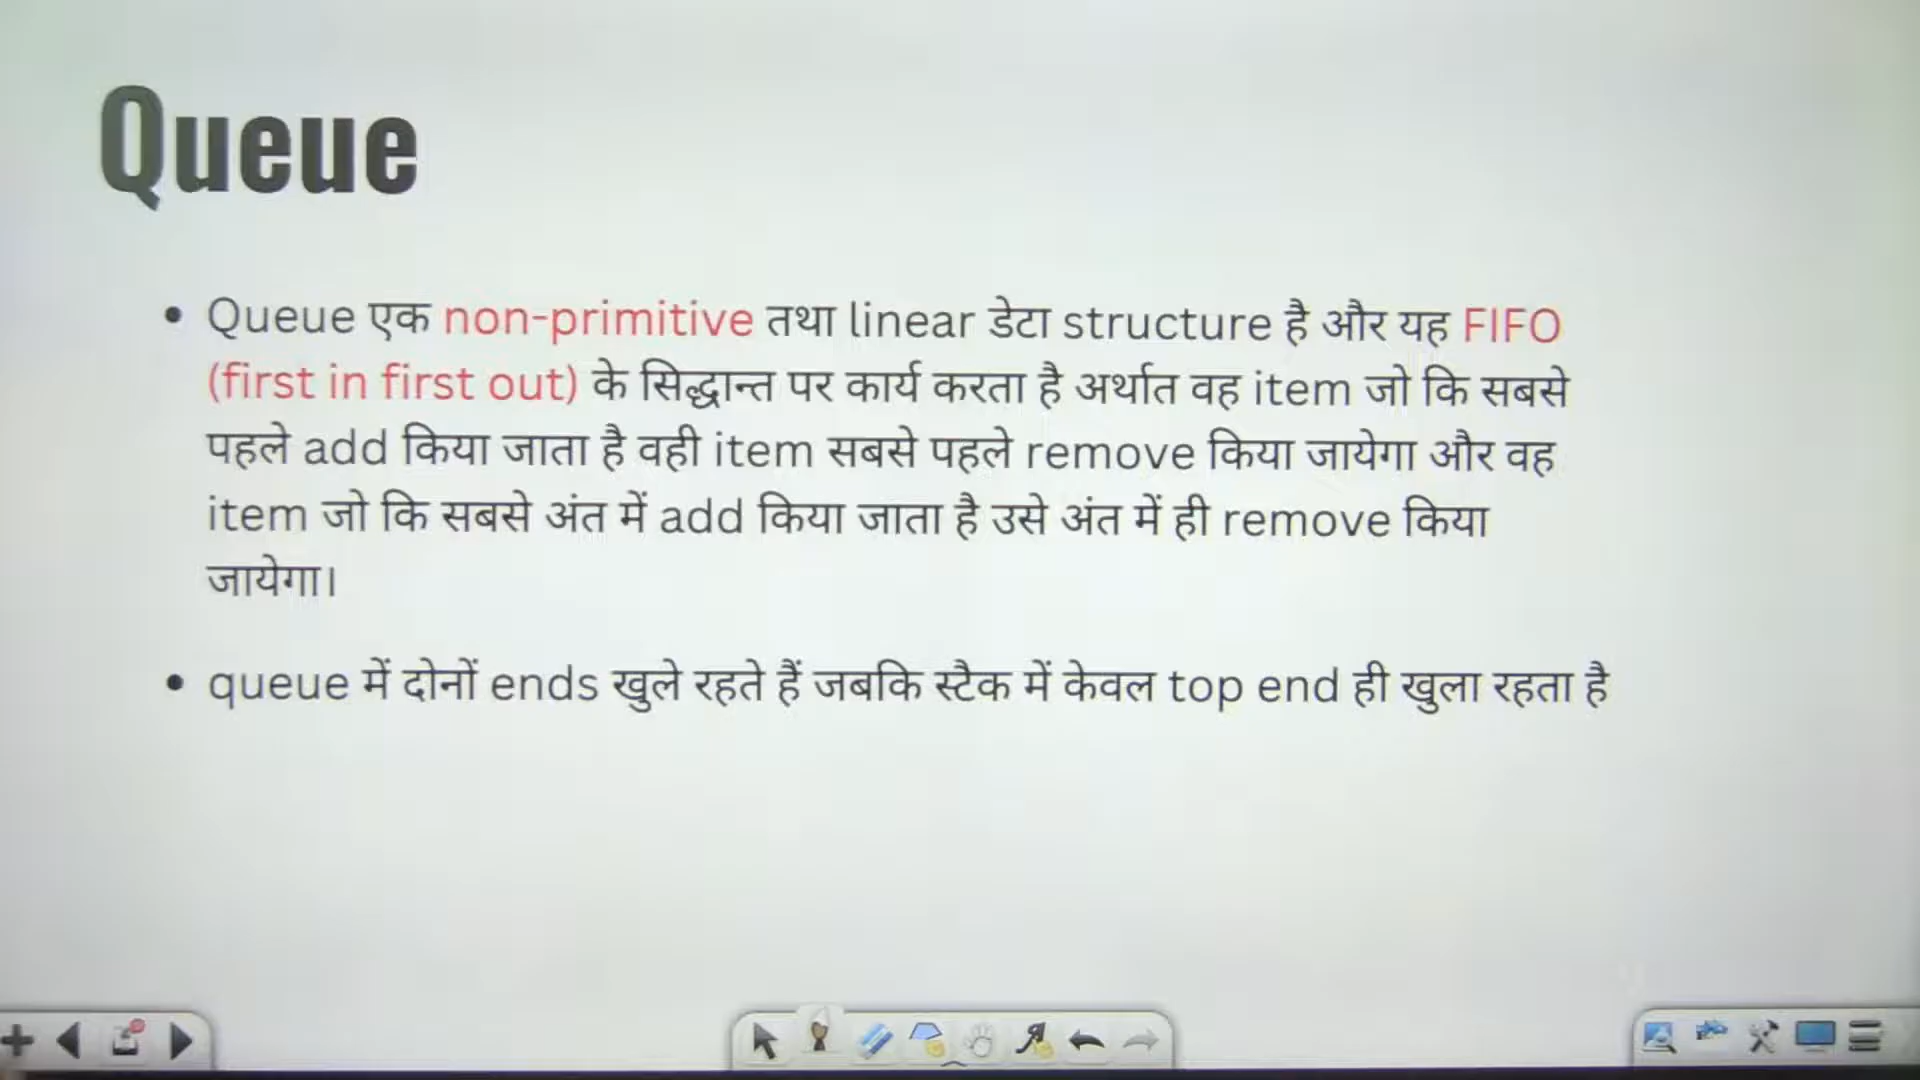 Queue
• Queue एक non-primitive तथा linear डेटा structure है और यह FIFO
(first in first out) के सिद्धान्त पर कार्य करता है अर्थात वह item जो कि सबसे
पहले add किया जाता है वही item सबसे पहले remove किया जायेगा और वह
item जो कि सबसे अंत में add किया जाता है उसे अंत में ही remove किया
जायेगा।
• queue में दोनों ends खुले रहते हैं जबकि स्टैक में केवल top end ही खुला रहता है